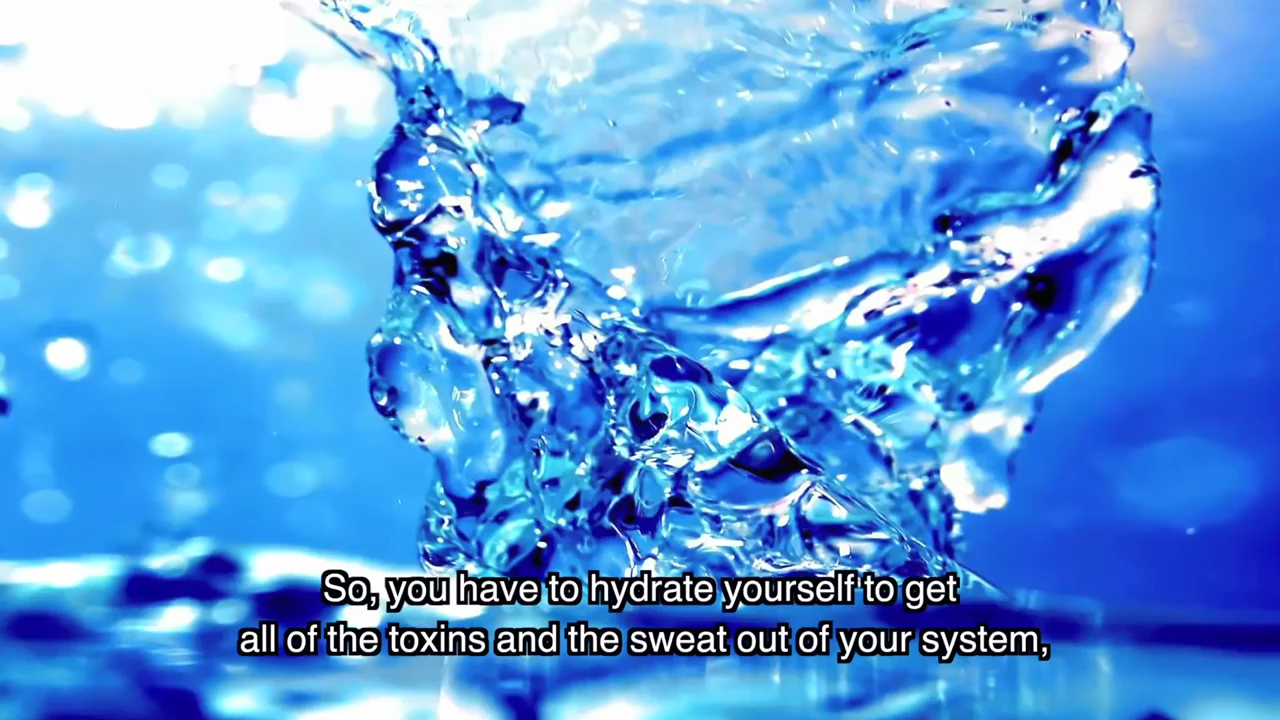 So, you have to hydrate yourself to get
all of the toxins and the sweat out of your system,